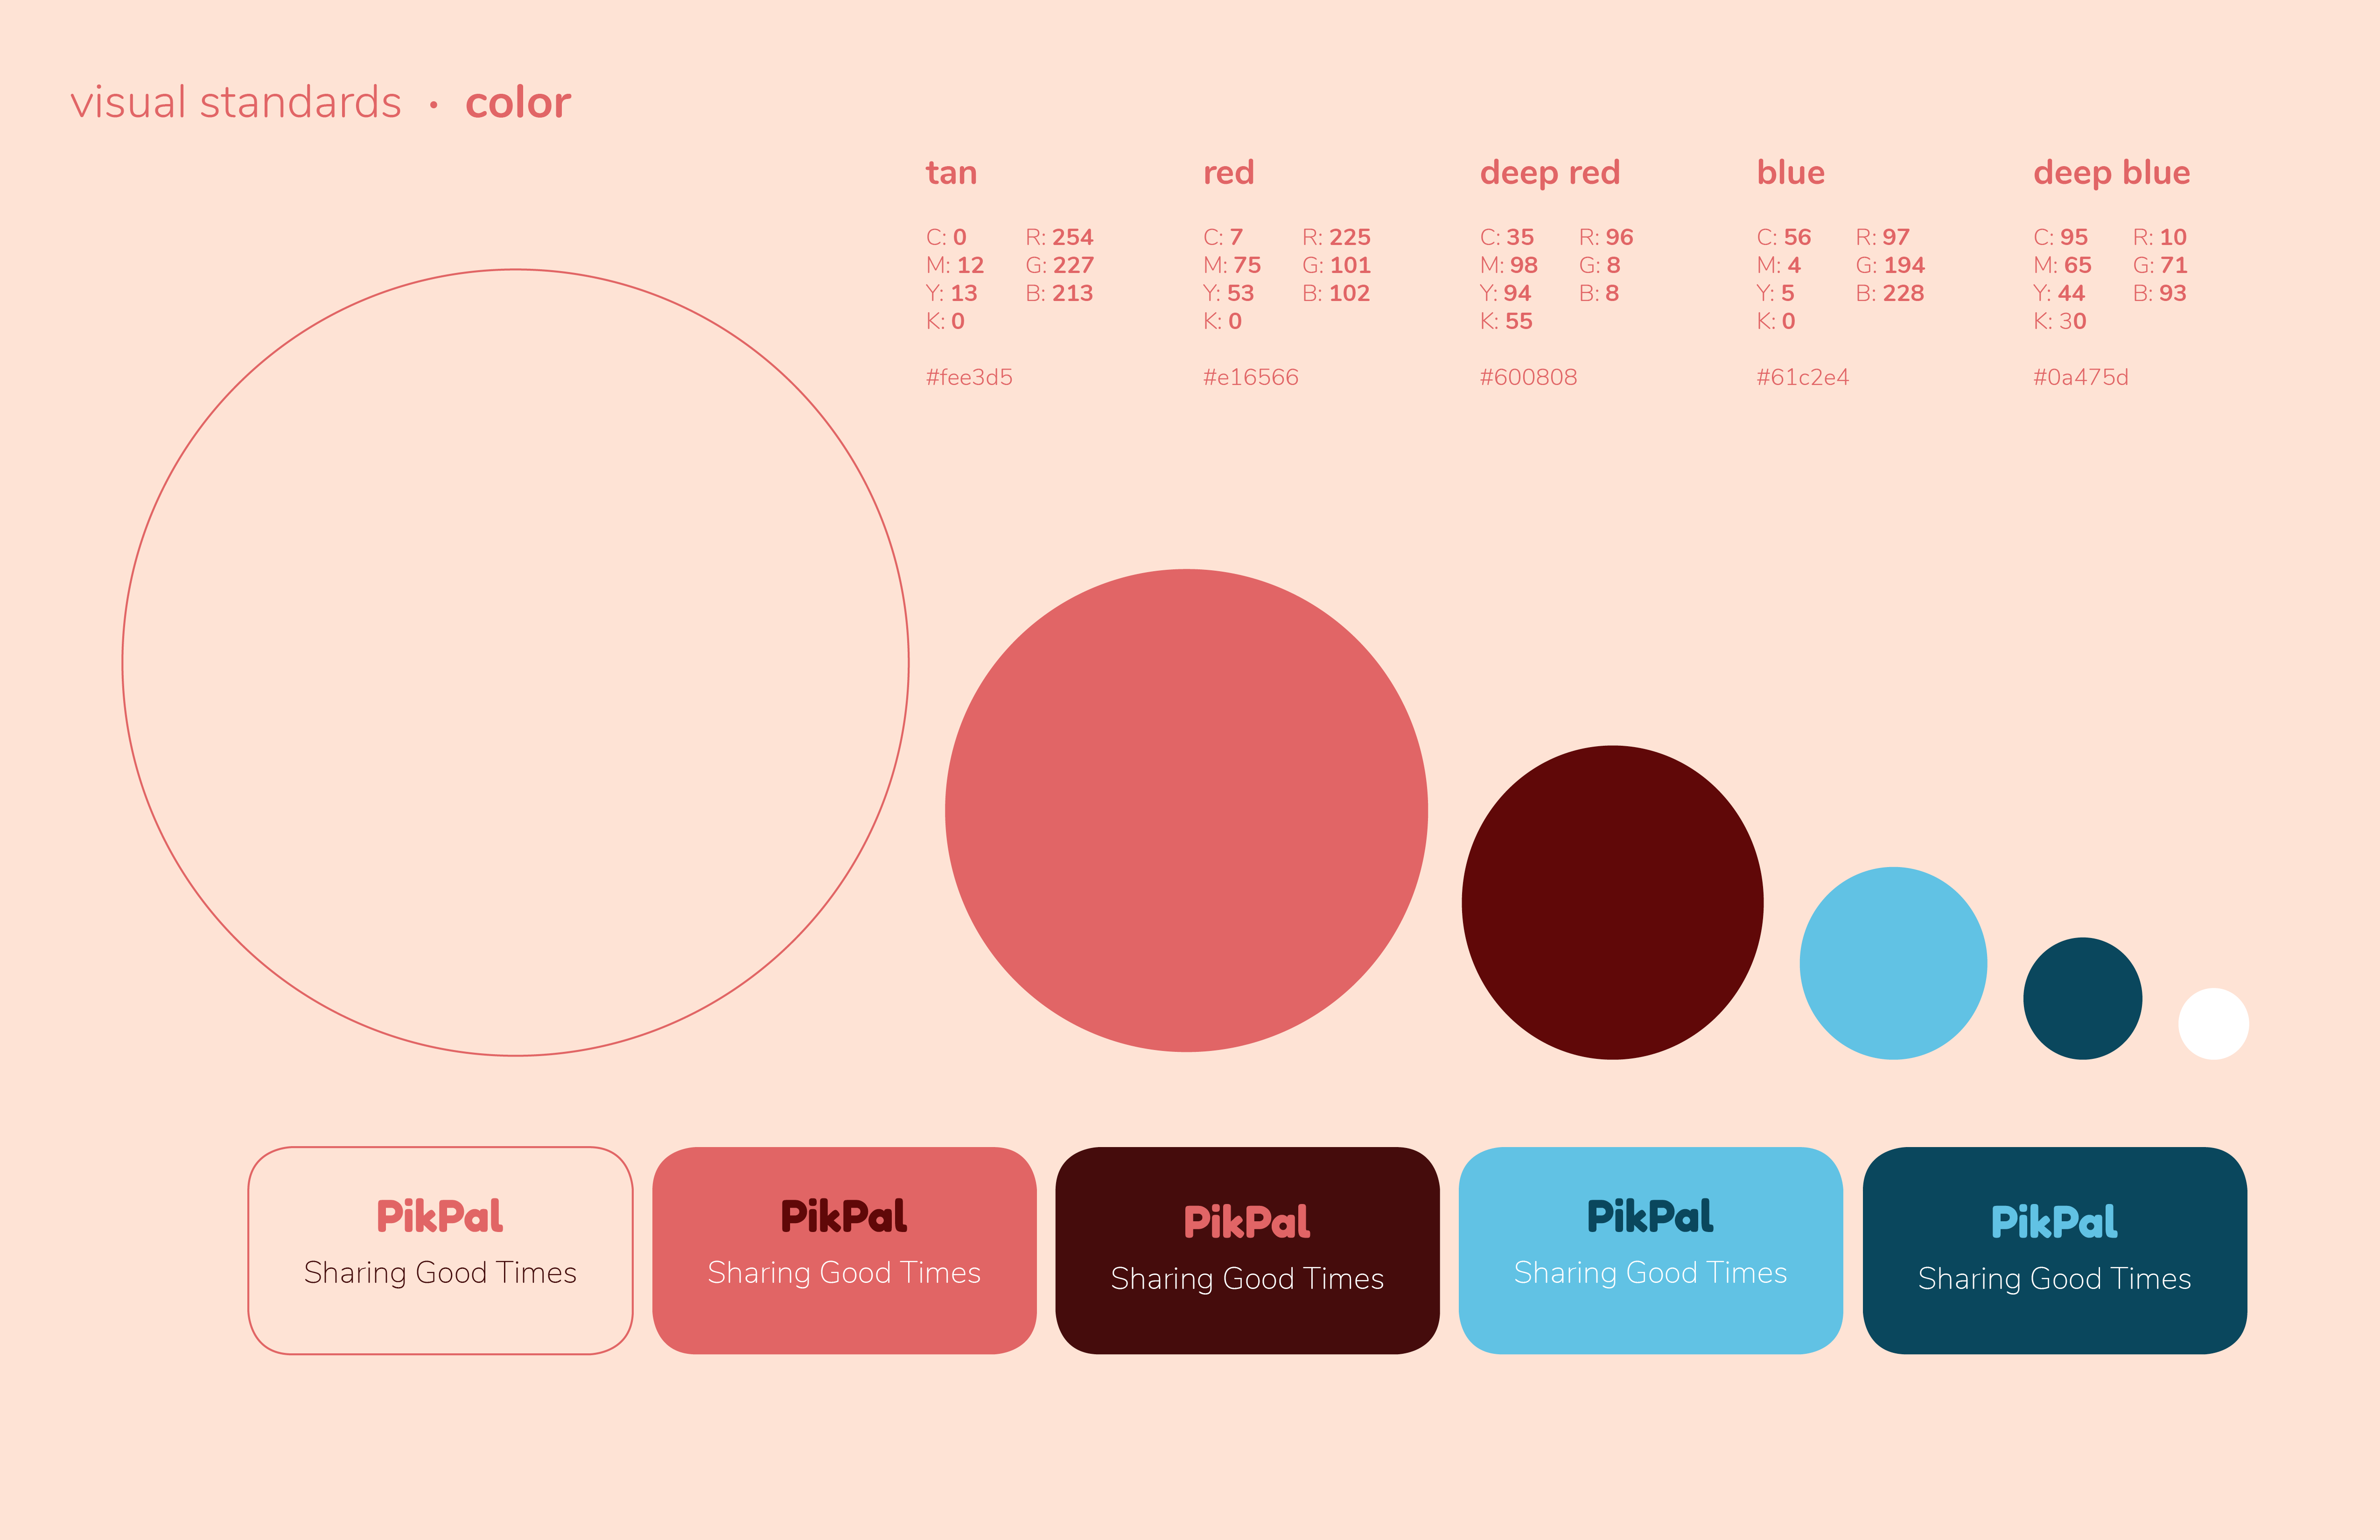 visual standards · color
tan
C: 0 R: 254
M: 12 G: 227
Y: 13 B: 213
K: 0
#fee3d5
red
C: 7 R: 225
M: 75 G: 101
Y: 53 B: 102
K: 0
#e16566
deep red
C: 35 R: 96
M: 98 G: 8
Y: 94 B: 8
K: 55
#600808
blue
C: 56 R: 97
M: 4 G: 194
Y: 5 B: 228
K: 0
#61c2e4
deep blue
C: 95 R: 10
M: 65 G: 71
Y: 44 B: 93
K: 30
#0a475d
PikPal
Sharing Good Times
PikPal
Sharing Good Times
PikPal
Sharing Good Times
PikPal
Sharing Good Times
PikPal
Sharing Good Times